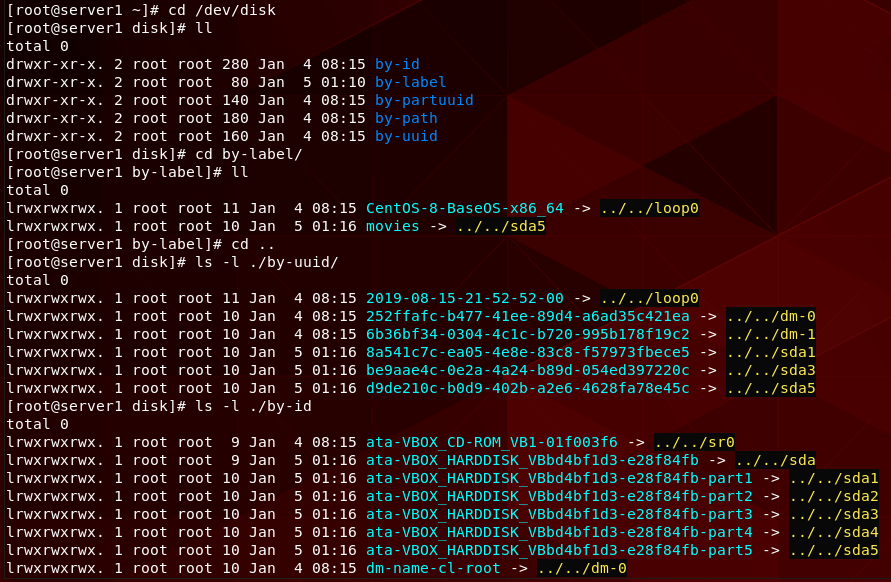 [root@server1 ~]# cd /dev/disk
[root@server1 disk]# ll
total 0
drwxr-xr-x. 2 root root 280 Jan  4 08:15 by-id
drwxr-xr-x. 2 root root  80 Jan  5 01:10 by-label
drwxr-xr-x. 2 root root 140 Jan  4 08:15 by-partuuid
drwxr-xr-x. 2 root root 180 Jan  4 08:15 by-path
drwxr-xr-x. 2 root root 160 Jan  4 08:15 by-uuid
[root@server1 disk]# cd by-label/
[root@server1 by-label]# ll
total 0
lrwxrwxrwx. 1 root root 11 Jan  4 08:15 CentOS-8-BaseOS-x86_64 -> ../../loop0
lrwxrwxrwx. 1 root root 10 Jan  5 01:16 movies -> ../../sda5
[root@server1 by-label]# cd ..
[root@server1 disk]# ls -l ./by-uuid/
total 0
lrwxrwxrwx. 1 root root 11 Jan  4 08:15 2019-08-15-21-52-52-00 -> ../../loop0
lrwxrwxrwx. 1 root root 10 Jan  4 08:15 252ffafc-b477-41ee-89d4-a6ad35c421ea -> ../../dm-0
lrwxrwxrwx. 1 root root 10 Jan  4 08:15 6b36bf34-0304-4c1c-b720-995b178f19c2 -> ../../dm-1
lrwxrwxrwx. 1 root root 10 Jan  5 01:16 8a541c7c-ea05-4e8e-83c8-f57973fbece5 -> ../../sda1
lrwxrwxrwx. 1 root root 10 Jan  5 01:16 be9aae4c-0e2a-4a24-b89d-054ed397220c -> ../../sda3
lrwxrwxrwx. 1 root root 10 Jan  5 01:16 d9de210c-b0d9-402b-a2e6-4628fa78e45c -> ../../sda5
[root@server1 disk]# ls -l ./by-id
total 0
lrwxrwxrwx. 1 root root  9 Jan  4 08:15 ata-VBOX_CD-ROM_VB1-01f003f6 -> ../../sr0
lrwxrwxrwx. 1 root root  9 Jan  5 01:16 ata-VBOX_HARDDISK_VBbd4bf1d3-e28f84fb -> ../../sda
lrwxrwxrwx. 1 root root 10 Jan  5 01:16 ata-VBOX_HARDDISK_VBbd4bf1d3-e28f84fb-part1 -> ../../sda1
lrwxrwxrwx. 1 root root 10 Jan  5 01:16 ata-VBOX_HARDDISK_VBbd4bf1d3-e28f84fb-part2 -> ../../sda2
lrwxrwxrwx. 1 root root 10 Jan  5 01:16 ata-VBOX_HARDDISK_VBbd4bf1d3-e28f84fb-part3 -> ../../sda3
lrwxrwxrwx. 1 root root 10 Jan  5 01:16 ata-VBOX_HARDDISK_VBbd4bf1d3-e28f84fb-part4 -> ../../sda4
lrwxrwxrwx. 1 root root 10 Jan  5 01:16 ata-VBOX_HARDDISK_VBbd4bf1d3-e28f84fb-part5 -> ../../sda5
lrwxrwxrwx. 1 root root 10 Jan  4 08:15 dm-name-cl-root -> ../../dm-0